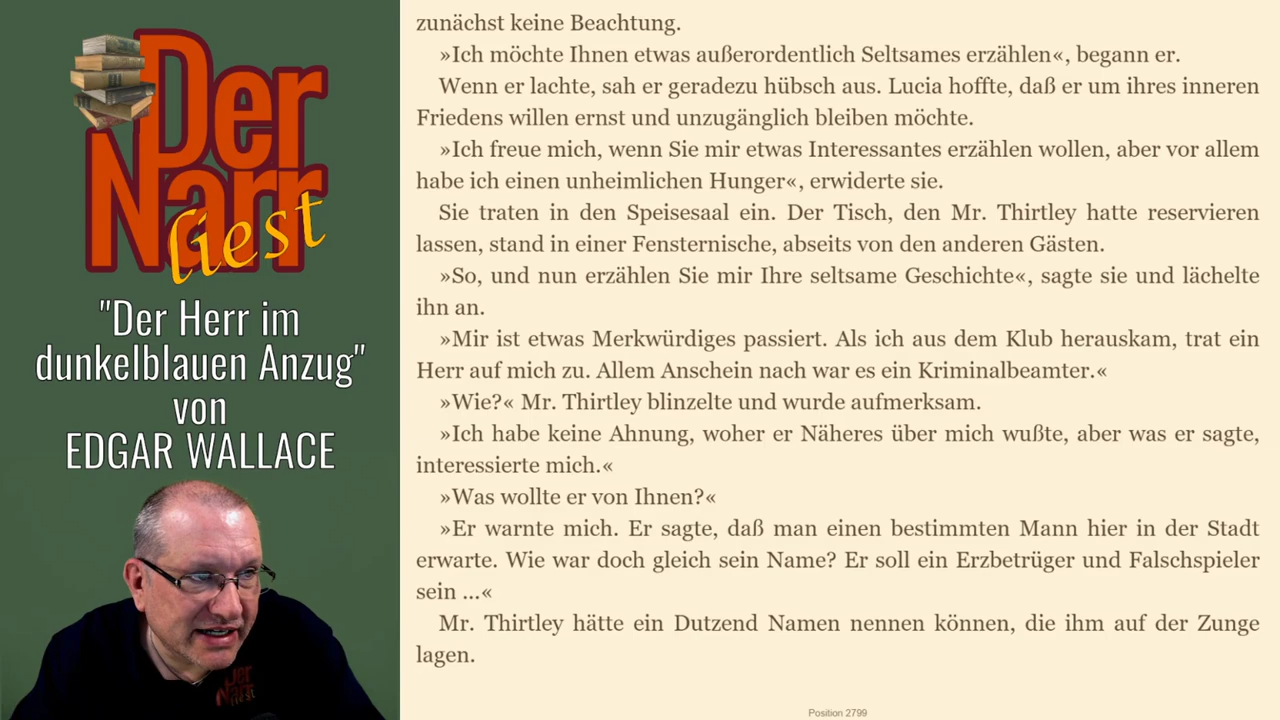 Der
Narr
liest
"Der Herr im
dunkelblauen Anzug"
von
EDGAR WALLACE
Der
Narr
liest
zunächst keine Beachtung.
»Ich möchte Ihnen etwas außerordentlich Seltsames erzählen«, begann er.
Wenn er lachte, sah er geradezu hübsch aus. Lucia hoffte, daß er um ihres inneren
Friedens willen ernst und unzugänglich bleiben möchte.
»Ich freue mich, wenn Sie mir etwas Interessantes erzählen wollen, aber vor allem
habe ich einen unheimlichen Hunger«, erwiderte sie.
Sie traten in den Speisesaal ein. Der Tisch, den Mr. Thirtley hatte reservieren
lassen, stand in einer Fensternische, abseits von den anderen Gästen.
»So, und nun erzählen Sie mir Ihre seltsame Geschichte«, sagte sie und lächelte
ihn an.
»Mir ist etwas Merkwürdiges passiert. Als ich aus dem Klub herauskam, trat ein
Herr auf mich zu. Allem Anschein nach war es ein Kriminalbeamter.«
»Wie?« Mr. Thirtley blinzelte und wurde aufmerksam.
»Ich habe keine Ahnung, woher er Näheres über mich wußte, aber was er sagte,
interessierte mich.«
»Was wollte er von Ihnen?«
»Er warnte mich. Er sagte, daß man einen bestimmten Mann hier in der Stadt
erwarte. Wie war doch gleich sein Name? Er soll ein Erzbetrüger und Falschspieler
sein ...«
Mr. Thirtley hätte ein Dutzend Namen nennen können, die ihm auf der Zunge
lagen.
Position 2799